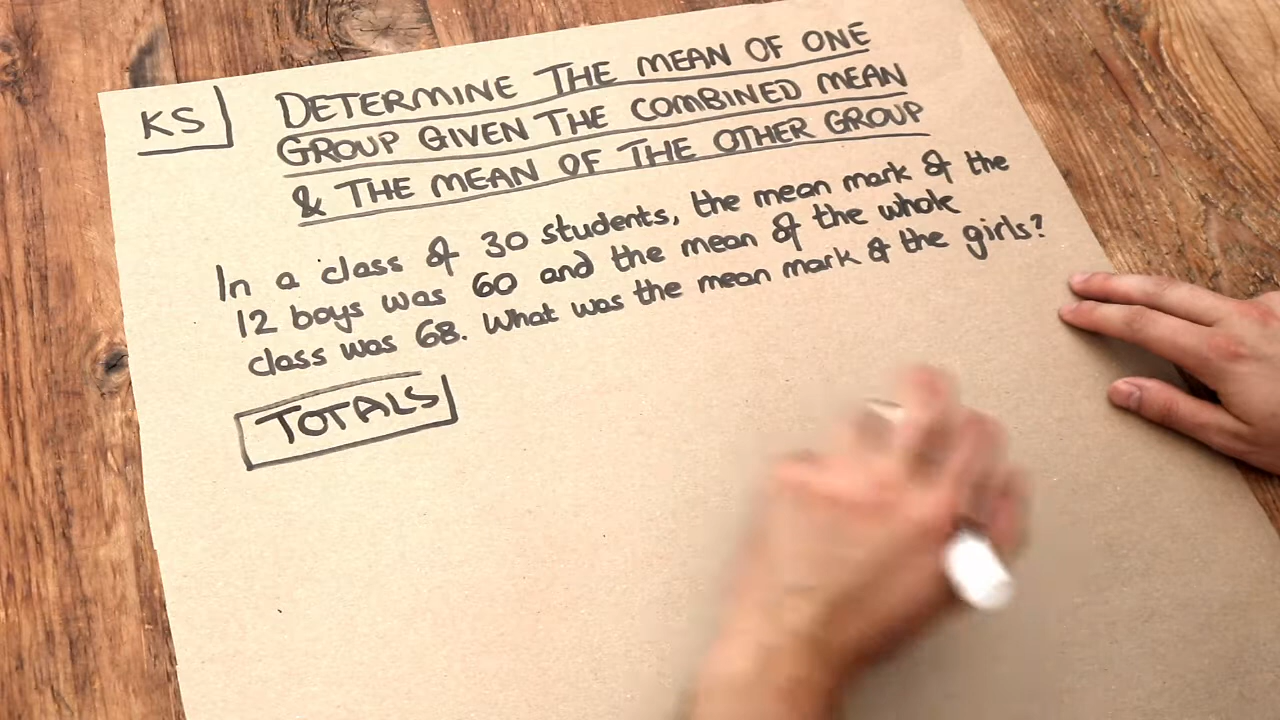 KS
DETERMINE THE MEAN OF ONE
GROUP GIVEN THE COMBINED MEAN
& THE MEAN OF THE OTHER GROUP
In a class of 30 students, the mean mark of the
12 boys was 60 and the mean of the whole
class was 68. What was the mean mark of the girls?
TOTALS